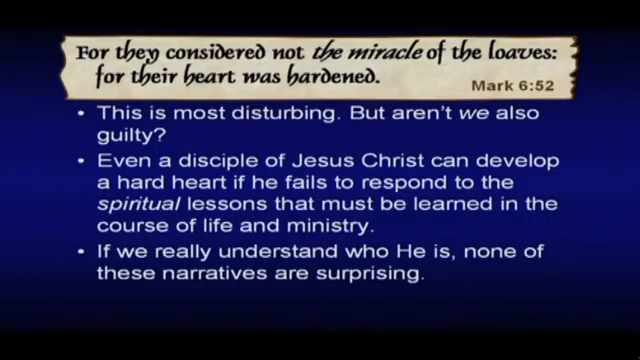 For they considered not the miracle of the loaves:
for their heart was hardened.
Mark 6:52
• This is most disturbing. But aren't we also
guilty?
• Even a disciple of Jesus Christ can develop
a hard heart if he fails to respond to the
spiritual lessons that must be learned in the
course of life and ministry.
• If we really understand who He is, none of
these narratives are surprising.